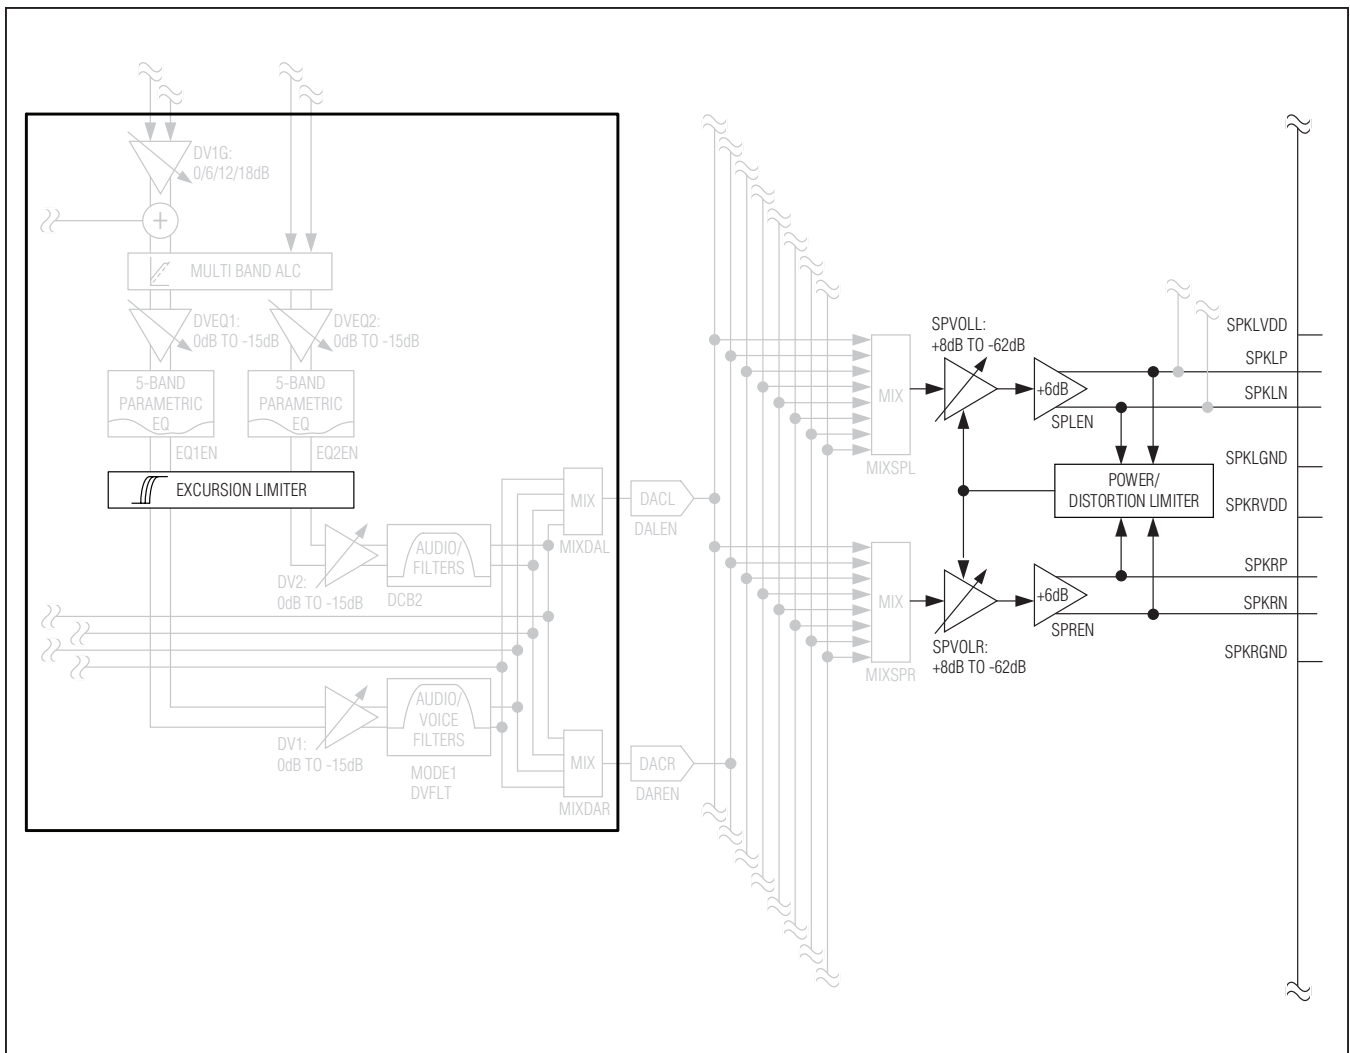 DV1G:
0/6/12/18dB
+
MULTI BAND ALC
DVEQ1:
0dB TO -15dB
DVEQ2:
0dB TO -15dB
5-BAND
PARAMETRIC
EQ
5-BAND
PARAMETRIC
EQ
EQ1EN
EQ2EN
EXCURSION LIMITER
AUDIO/
FILTERS
DCB2
DV2:
0dB TO -15dB
MIX
MIXDAL
DACL
DALEN
AUDIO/
VOICE
FILTERS
DV1:
0dB TO -15dB
MODE1
DVFLT
MIX
MIXDAR
DACR
DAREN
MIX
MIXSPL
SPVOLL:
+8dB TO -62dB
+6dB
SPLEN
POWER/
DISTORTION LIMITER
MIX
MIXSPR
SPVOLR:
+8dB TO -62dB
+6dB
SPREN
SPKLVDD
SPKLP
SPKLN
SPKLGND
SPKRVDD
SPKRP
SPKRN
SPKRGND